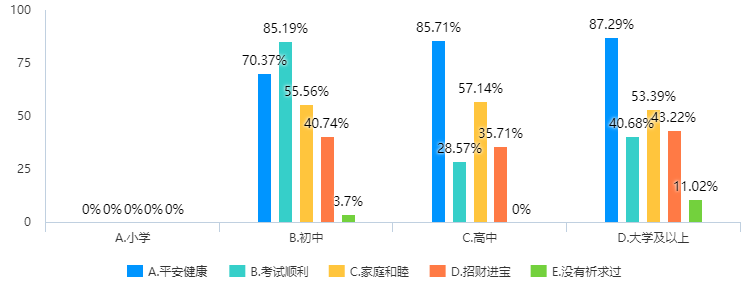 100
75
50
25
0
0% 0% 0% 0% 0%
70.37% 85.19% 55.56% 40.74% 3.7%
85.71% 28.57% 57.14% 35.71% 0%
87.29% 40.68% 53.39% 43.22% 11.02%
A.小学 B.初中 C.高中 D.大学及以上
A.平安健康 B.考试顺利 C.家庭和睦 D.招财进宝 E.没有祈求过